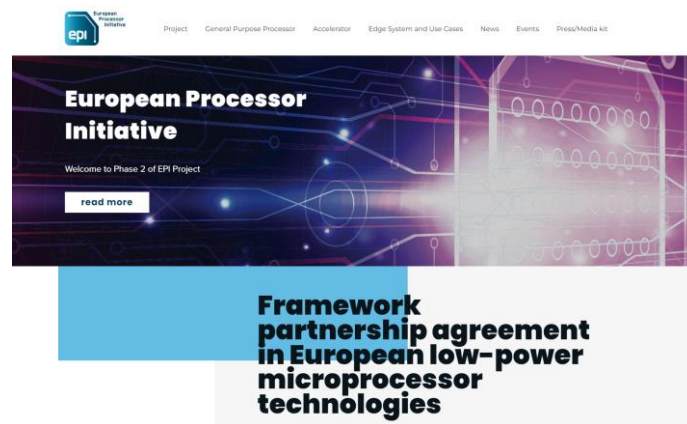 European
Processor
Initiative
epi
Project
General Purpose Processor
Accelerator
Edge System and Use Cases
News
Events
Press/Media kit
European Processor
Initiative
Welcome to Phase 2 of EPI Project
read more
Framework
partnership agreement
in European low-power
microprocessor
technologies